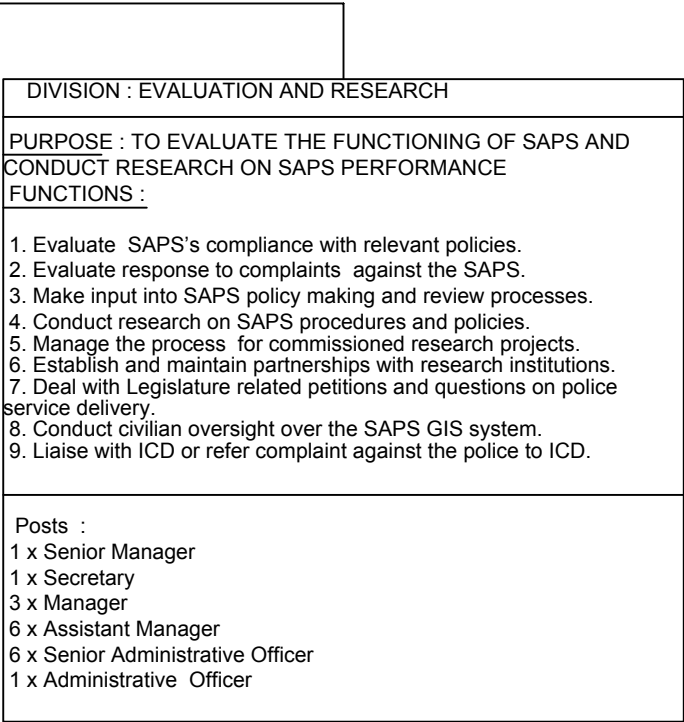 DIVISION : EVALUATION AND RESEARCH
PURPOSE : TO EVALUATE THE FUNCTIONING OF SAPS AND
CONDUCT RESEARCH ON SAPS PERFORMANCE
FUNCTIONS :
1. Evaluate SAPS's compliance with relevant policies.
2. Evaluate response to complaints against the SAPS.
3. Make input into SAPS policy making and review processes.
4. Conduct research on SAPS procedures and policies.
5. Manage the process for commissioned research projects.
6. Establish and maintain partnerships with research institutions.
7. Deal with Legislature related petitions and questions on police
service delivery.
8. Conduct civilian oversight over the SAPS GIS system.
9. Liaise with ICD or refer complaint against the police to ICD.
Posts :
1 x Senior Manager
1 x Secretary
3 x Manager
6 x Assistant Manager
6 x Senior Administrative Officer
1 x Administrative Officer